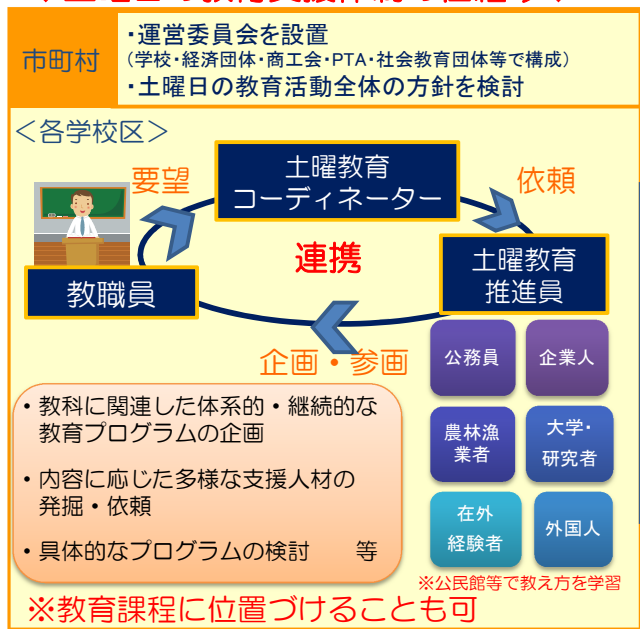 市町村
・運営委員会を設置
(学校・経済団体・商工会・PTA・社会教育団体等で構成)
・土曜日の教育活動全体の方針を検討
＜各学校区＞
要望
土曜教育
コーディネーター
依頼
連携
教職員
土曜教育
推進員
企画・参画
公務員
企業人
農林漁
業者
大学・
研究者
在外
経験者
外国人
※公民館等で教え方を学習
・教科に関連した体系的・継続的な
教育プログラムの企画
・内容に応じた多様な支援人材の
発掘・依頼
・具体的なプログラムの検討　等
※教育課程に位置づけることも可